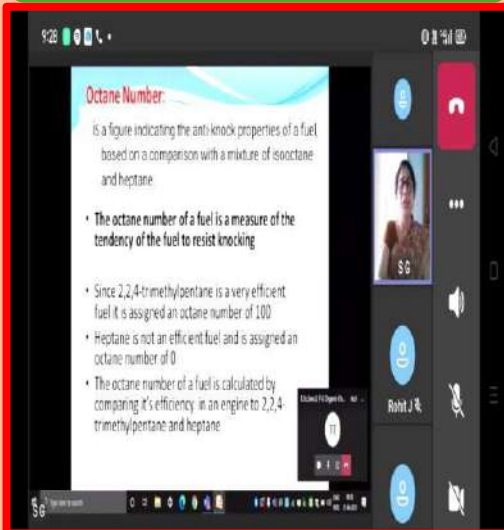 9:28
Octane Number:
Is a figure indicating the anti-knock properties of a fuel
based on a comparison with a mixture of isooctane
and heptane
• The octane number of a fuel is a measure of the
tendency of the fuel to resist knocking
• Since 2,2,4-trimethylpentane is a very efficient
fuel it is assigned an octane number of 100
• Heptane is not an efficient fuel and is assigned an
octane number of 0
• The octane number of a fuel is calculated by
comparing it's efficiency in an engine to 2,2,4-
trimethylpentane and heptane
TT
S G
Rohit J
SG